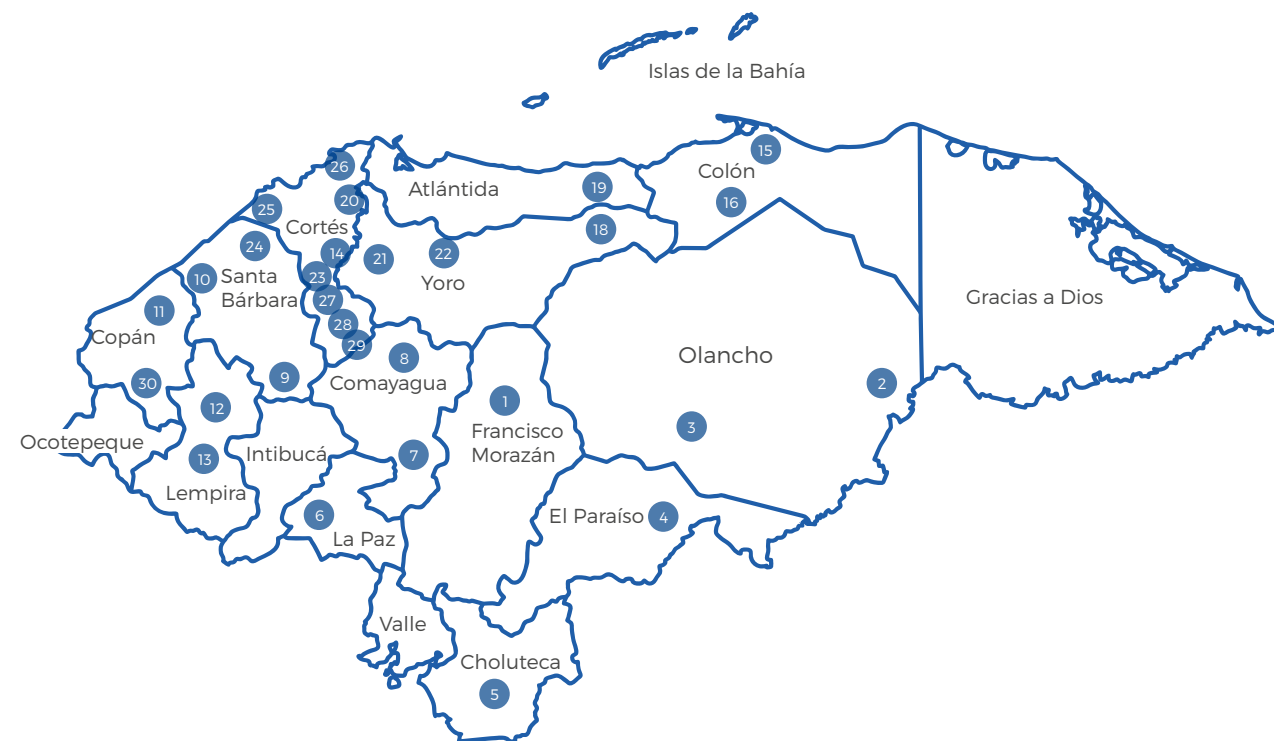 Islas de la Bahía
15
26
Colón
19
Atlántida
20
16
25
Cortés
18
24
14
22
21
10
Santa
23
Bárbara
Yoro
27
Gracias a Dios
11
28
Copán
29
8
Olancho
9
30
Comayagua
2
1
12
3
Francisco
Ocotepeque
Morazán
Intibucá
7
13
Lempira
6
El Paraíso
4
La Paz
Valle
Choluteca
5